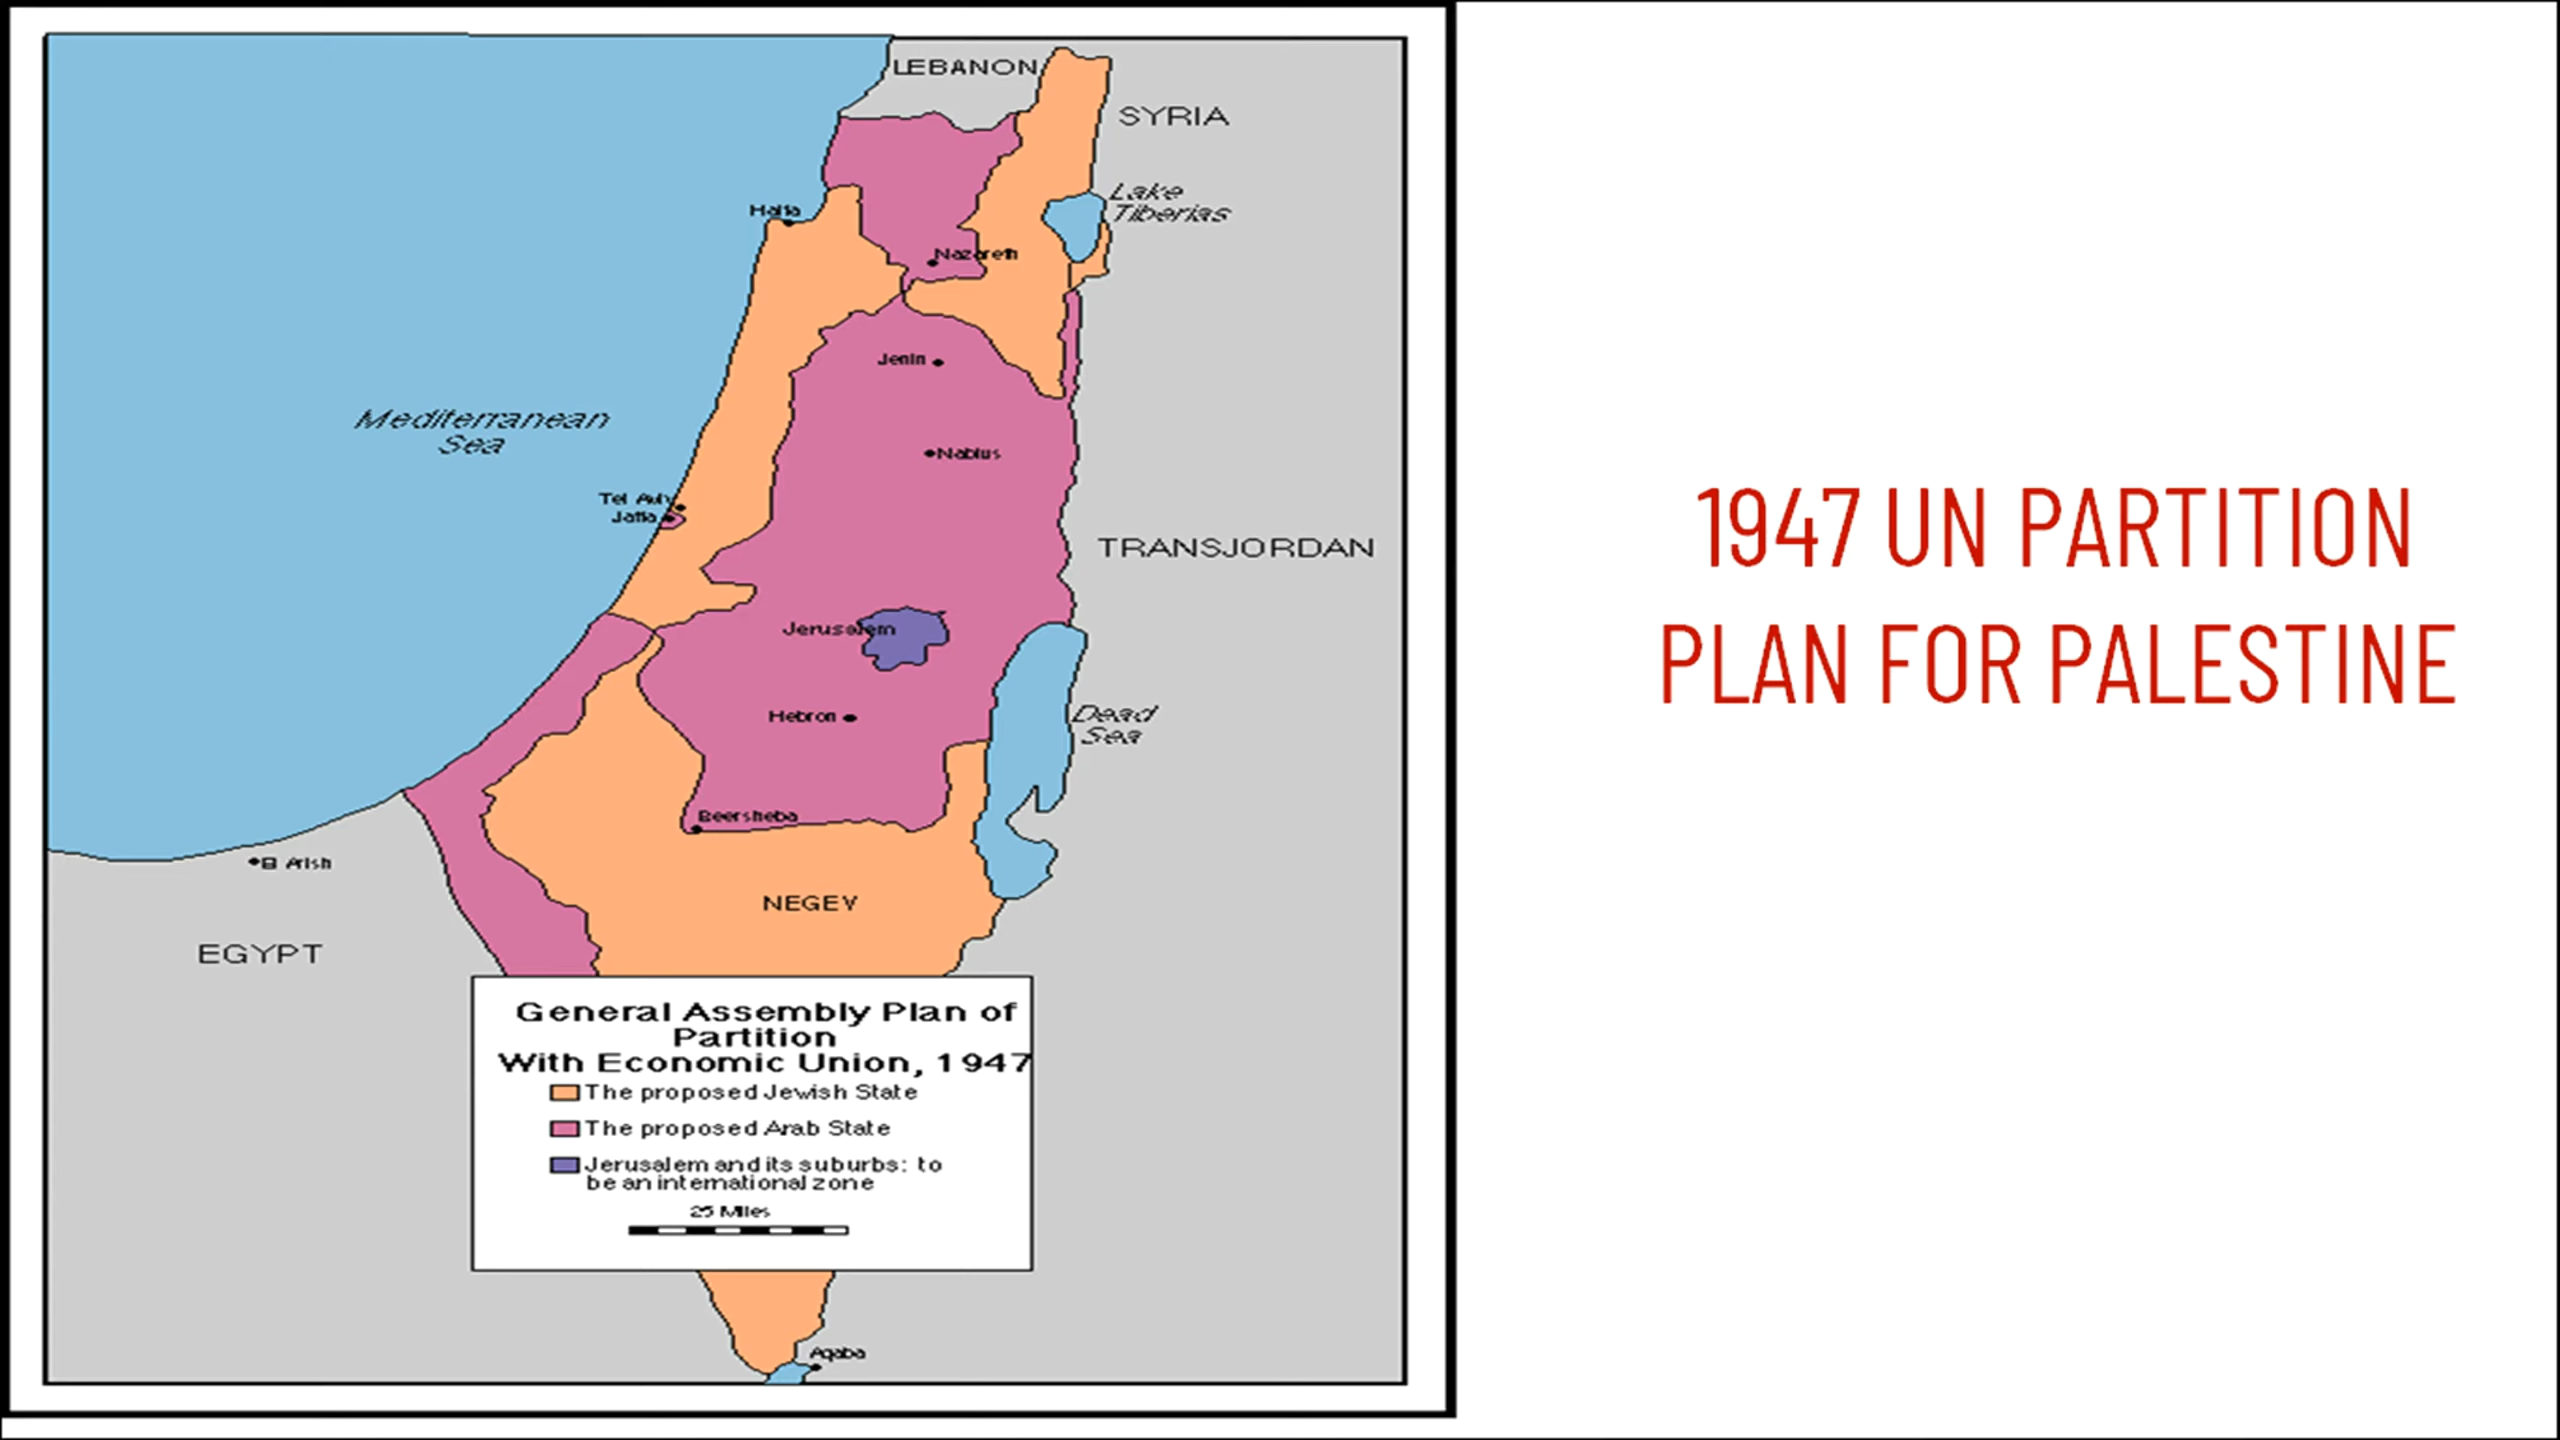 LEBANON
SYRIA
Lake
Tiberias
Haifa
Nazareth
Jenin
Mediterranean
Sea
Nablus
Tel Aviv
Jaffa
TRANSJORDAN
Jerusalem
Hebron
Dead
Sea
Beersheba
El Arish
NEGEV
EGYPT
General Assembly Plan of
Partition
With Economic Union, 1947
The proposed Jewish State
The proposed Arab State
Jerusalem and its suburbs: to
be an international zone
25 Miles
Aqaba
1947 UN PARTITION
PLAN FOR PALESTINE